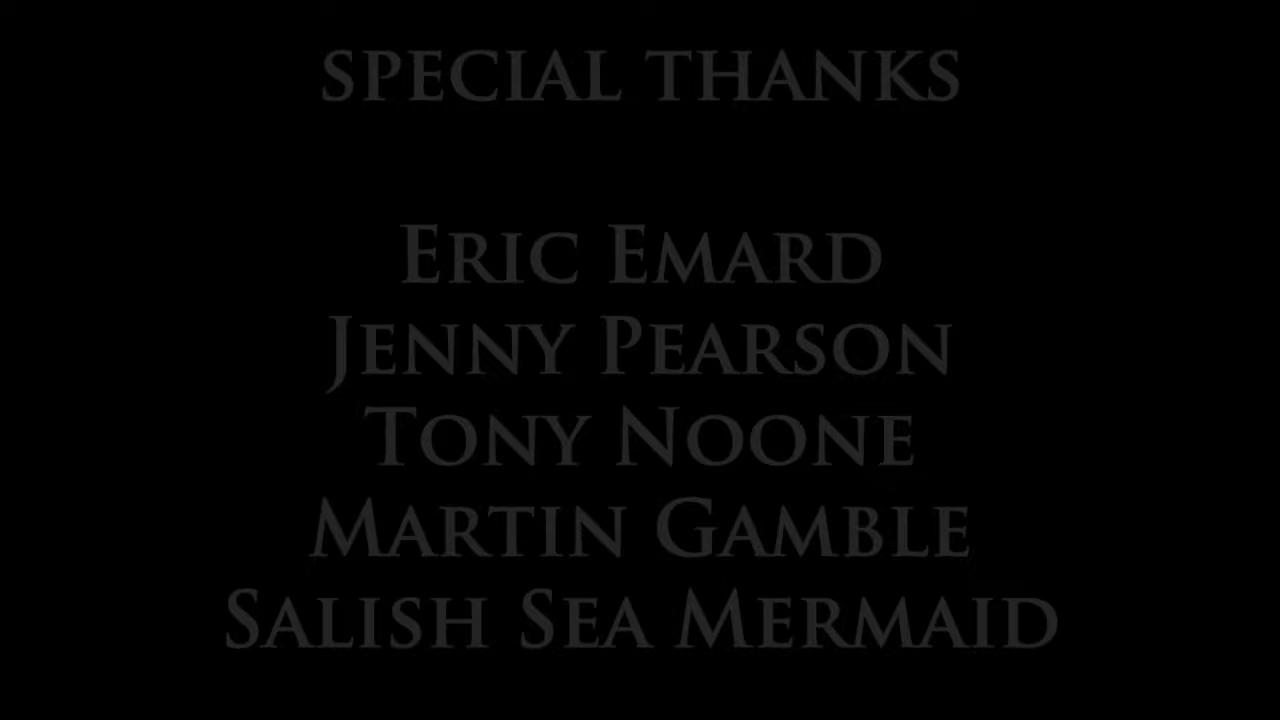 SPECIAL THANKS
ERIC EMARD
JENNY PEARSON
TONY NOONE
MARTIN GAMBLE
SALISH SEA MERMAID